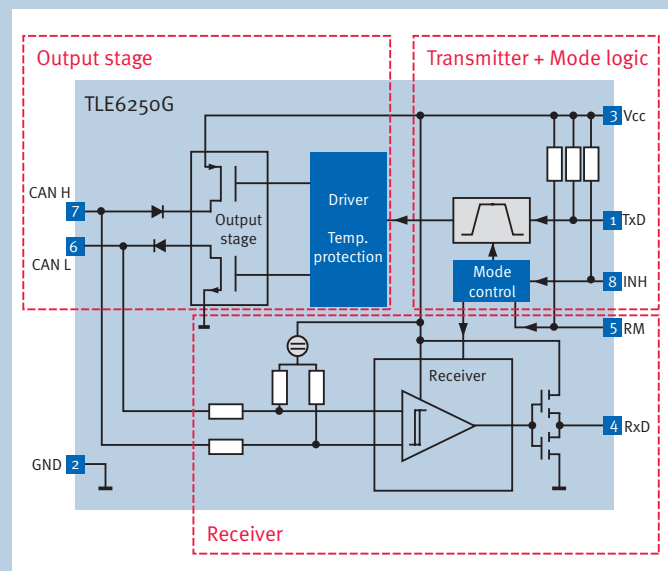 Output stage
Transmitter + Mode logic
TLE6250G
3 Vcc
CAN H
7
Output
stage
Driver
Temp.
protection
1 TxD
6
CAN L
Mode
control
8 INH
5 RM
Receiver
4 RxD
GND 2
Receiver